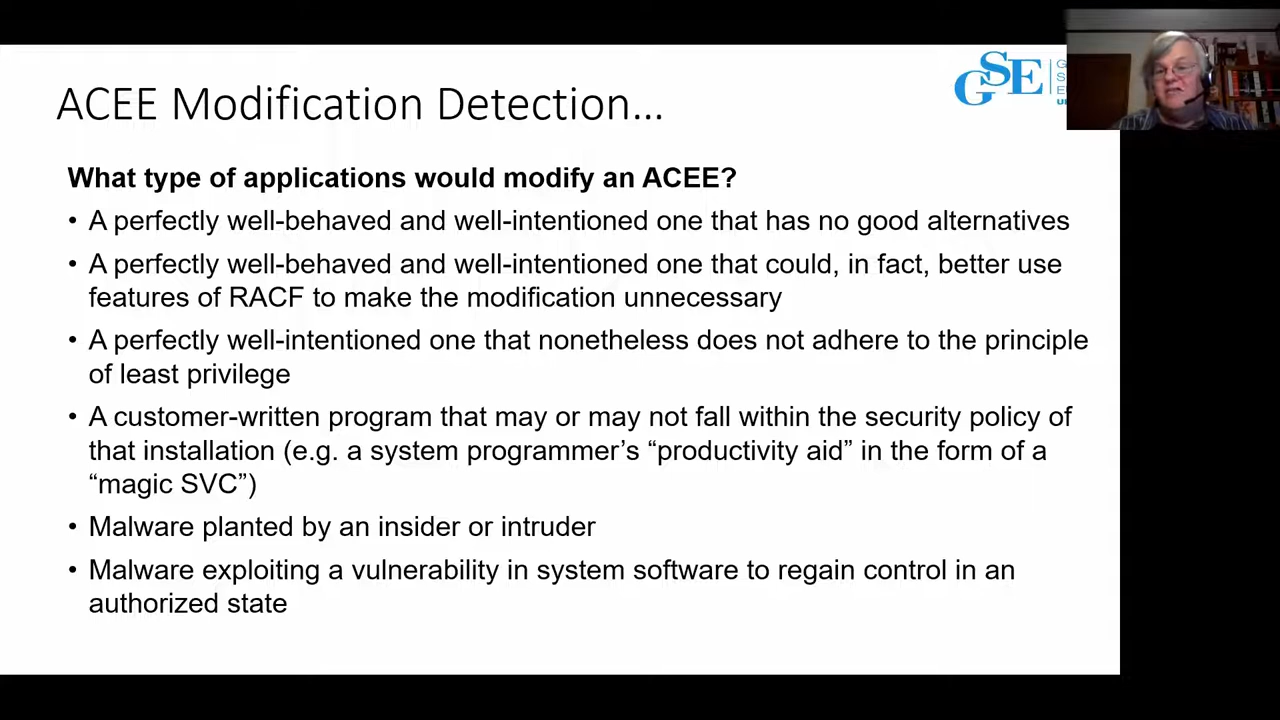 ACEE Modification Detection...
GSE
What type of applications would modify an ACEE?
• A perfectly well-behaved and well-intentioned one that has no good alternatives
• A perfectly well-behaved and well-intentioned one that could, in fact, better use
features of RACF to make the modification unnecessary
• A perfectly well-intentioned one that nonetheless does not adhere to the principle
of least privilege
• A customer-written program that may or may not fall within the security policy of
that installation (e.g. a system programmer’s “productivity aid” in the form of a
“magic SVC”)
• Malware planted by an insider or intruder
• Malware exploiting a vulnerability in system software to regain control in an
authorized state